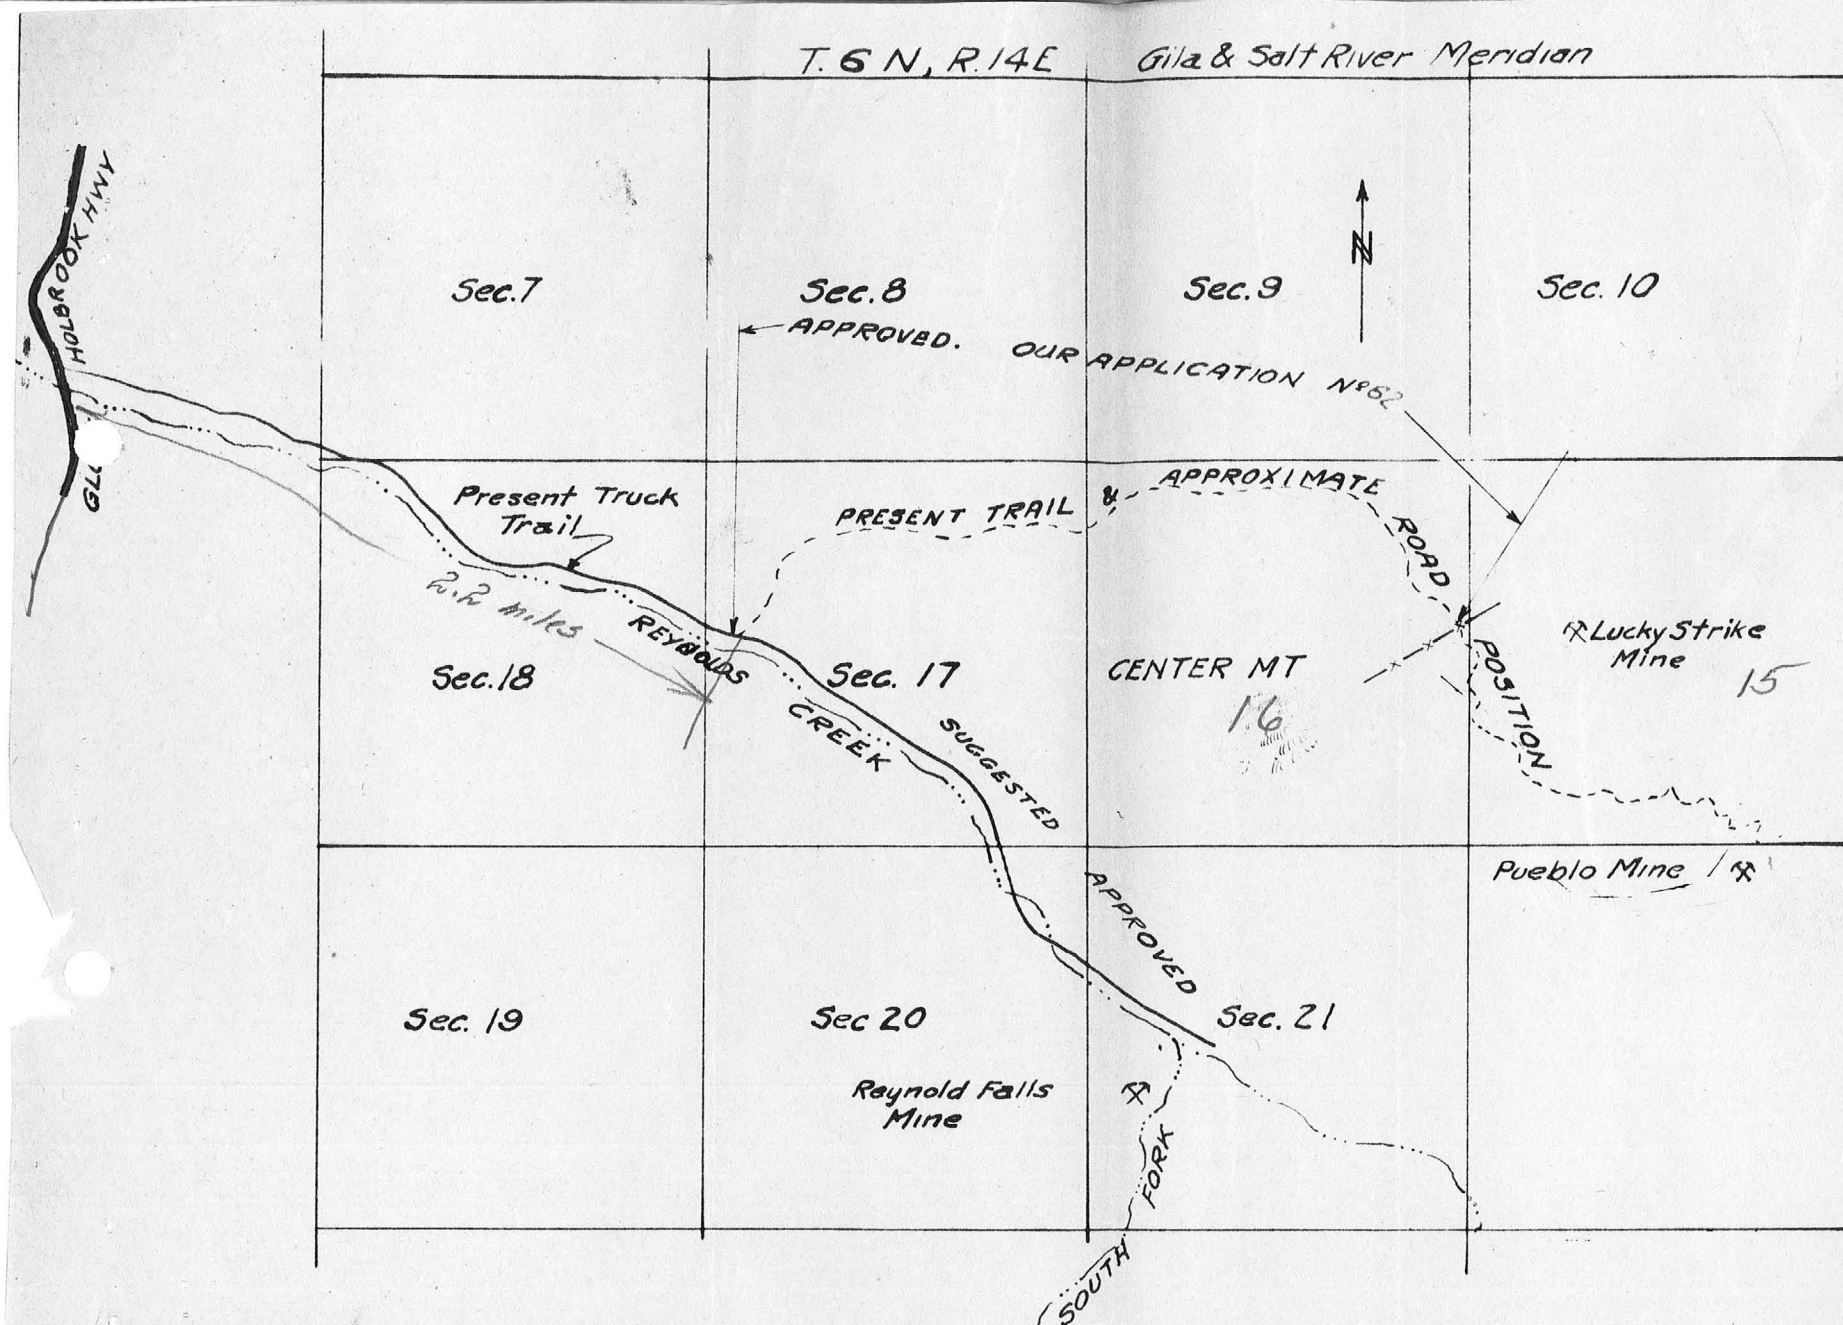 T. 6 N, R. 14E Gila & Salt River Meridian
HOLBROOK HWY
Sec. 7
Sec. 8
Sec. 9
N
Sec. 10
APPROVED. OUR APPLICATION Nº 62
Present Truck
Trail
PRESENT TRAIL & APPROXIMATE ROAD POSITION
2.2 miles
REYNOLDS CREEK
Sec. 18
Sec. 17
CENTER MT
16
Lucky Strike
Mine
15
SUGGESTED
APPROVED
Pueblo Mine
Sec. 19
Sec 20
Sec. 21
Reynold Falls
Mine
SOUTH FORK